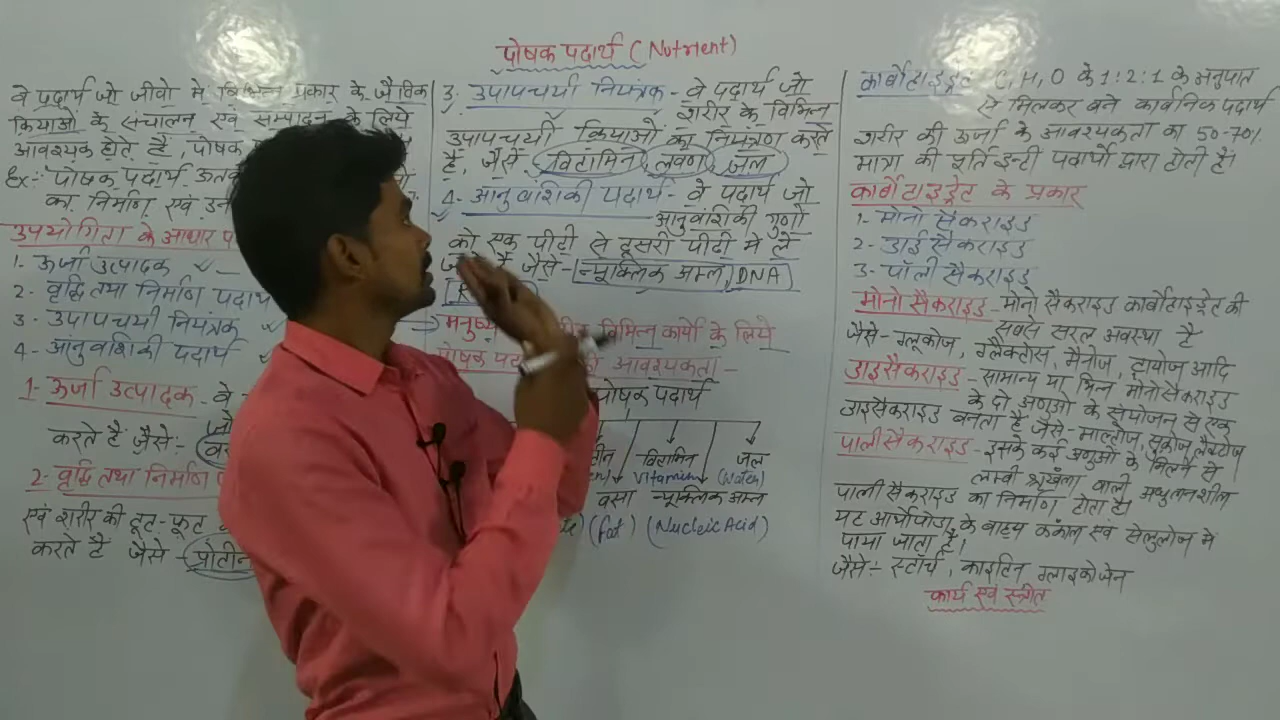 पोषक पदार्थ (Nutrient)
वे पदार्थ जो जीवो मे विभिन्न प्रकार के जैविक
क्रियाओ के संचालन एवं सम्पादन के लिये
आवश्यक होते हैं, पोषक
Ex:- पोषक पदार्थ ऊतक
का निर्माण एवं
उपयोगिता के आधार
1- ऊर्जा उत्पादक
2- वृद्धि तथा निर्माण पदार्थ
3- उपापचयी नियंत्रक
4- आनुवांशिकी पदार्थ
1- ऊर्जा उत्पादक - वे
जो
करते हैं जैसे:-
2- वृद्धि तथा निर्माण
एवं शरीर की टूट-फूट
करते हैं जैसे - प्रोटीन
3- उपापचयी नियंत्रक - वे पदार्थ जो
शरीर के विभिन्न
उपापचयी क्रियाओ का नियंत्रण करते
है, जैसे विटामिन, लवण, जल
4- आनुवांशिकी पदार्थ - वे पदार्थ जो
आनुवांशिकी गुणो
को एक पीढी से दूसरी पीढी मे ले
है जैसे - न्यूक्लिक अम्ल, DNA
मनुष्य विभिन्न कार्यो के लिये
पोषक की आवश्यकता -
पोषक पदार्थ
विटामिन जल
vitamin (Water)
वसा न्यूक्लिक अम्ल
(fat) (Nucleic Acid)
कार्बोहाइड्रेट C, H, O के 1:2:1 के अनुपात
से मिलकर बने कार्बनिक पदार्थ
शरीर की ऊर्जा के आवश्यकता का 50-70%
मात्रा की पूर्ति इन्ही पदार्थो द्वारा होती है।
कार्बोहाइड्रेट के प्रकार
1- मोनो सैकराइड
2- डाई सैकराइड
3- पॉली सैकराइड
मोनो सैकराइड - मोनो सैकराइड कार्बोहाइड्रेट की
सबसे सरल अवस्था है
जैसे - ग्लूकोज, गैलैक्टोस, मैनोज, ट्रायोज आदि
डाइसैकराइड - सामान्य या भिन्न मोनोसैकराइड
के दो अणुओ के संयोजन से एक
डाइसैकराइड बनता है जैसे - माल्टोज, सुक्रोज, लैक्टोज
पालीसैकराइड - इसके कई अणुओ के मिलने से
लम्बी श्रृंखला वाली अघुलनशील
पाली सैकराइड का निर्माण होता है।
यह आर्थ्रोपोडा के वाह्य कंकाल एवं सेलुलोज मे
पाया जाता है।
जैसे:- स्टार्च, काइटिन ग्लाइकोजेन
कार्य एवं स्त्रोत